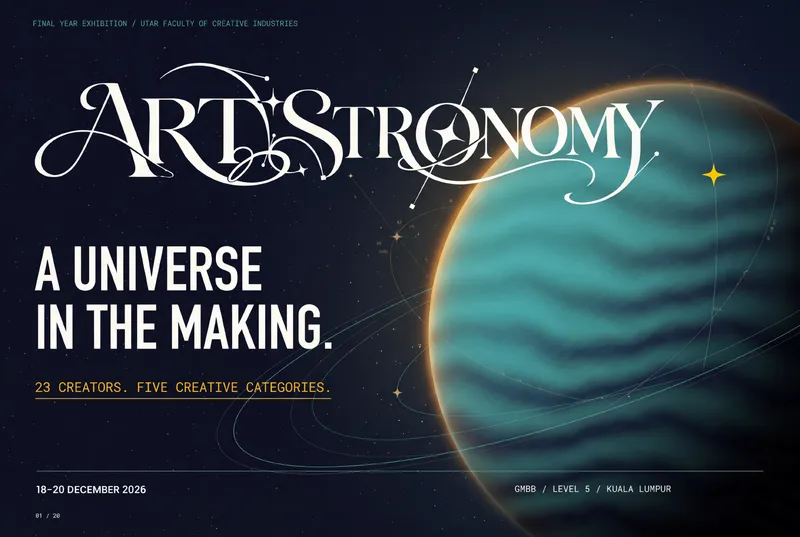 FINAL YEAR EXHIBITION / UTAR FACULTY OF CREATIVE INDUSTRIES
ARTSTRONOMY
A UNIVERSE
IN THE MAKING.
23 CREATORS. FIVE CREATIVE CATEGORIES.
18–20 DECEMBER 2026
GMBB / LEVEL 5 / KUALA LUMPUR
01 / 20